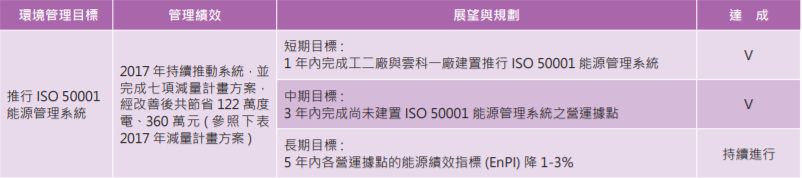 環境管理目標 管理績效 展望與規劃 達 成
推行 ISO 50001
能源管理系統
2017 年持續推動系統，並
完成七項減量計畫方案，
經改善後共節省 122 萬度
電、360 萬元 ( 參照下表
2017 年減量計畫方案 )
短期目標 :
1 年內完成工二廠與雲科一廠建置推行 ISO 50001 能源管理系統
V
中期目標 :
3 年內完成尚未建置 ISO 50001 能源管理系統之營運據點
V
長期目標 :
5 年內各營運據點的能源績效指標 (EnPI) 降 1-3%
持續進行